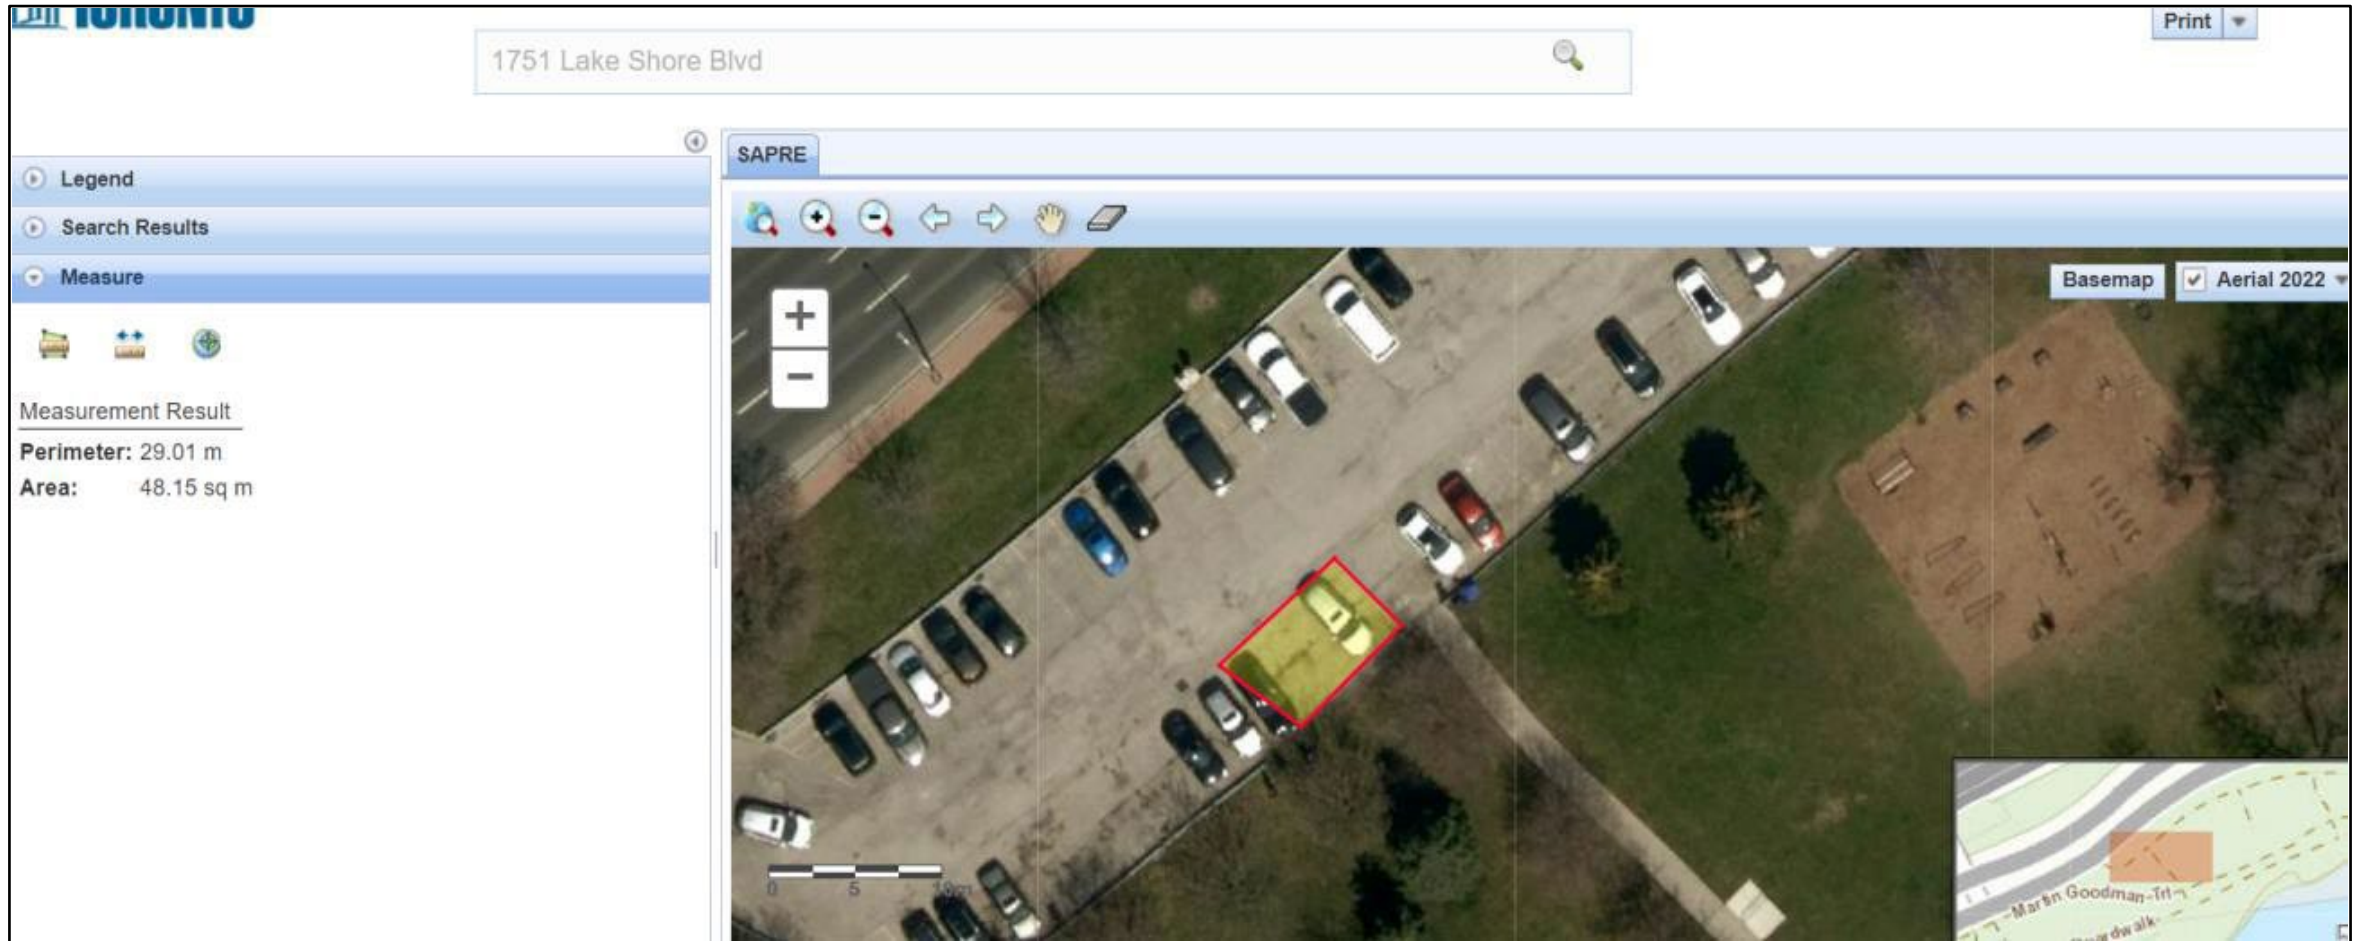 TORONTO
Print
1751 Lake Shore Blvd
SAPRE
Legend
Search Results
Measure
Basemap
Aerial 2022
Measurement Result
Perimeter: 29.01 m
Area: 48.15 sq m
0 5
Martin Goodman-Trl